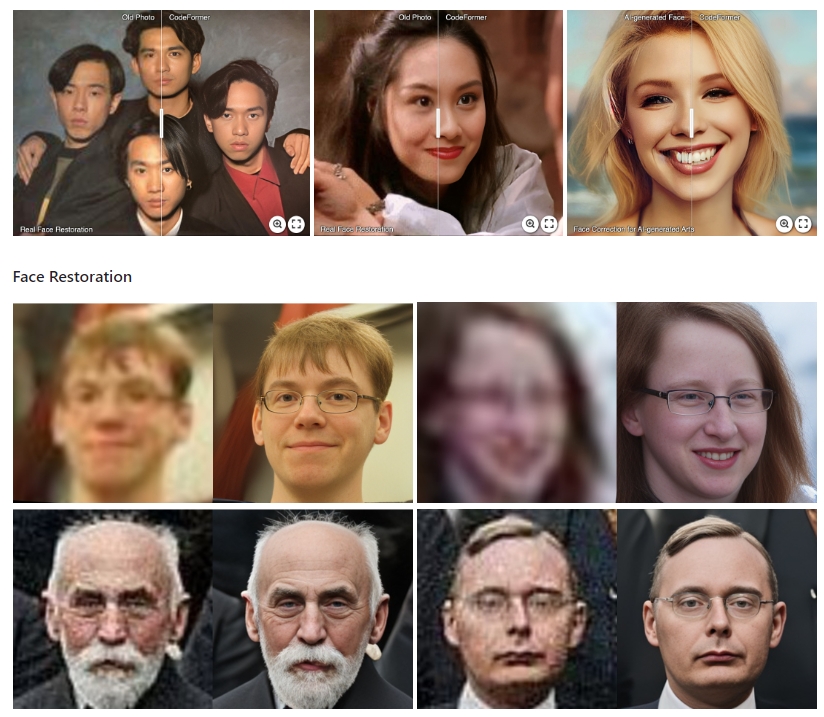 Old Photo CodeFormer
Real Face Restoration
Old Photo CodeFormer
Real Face Restoration
AI-generated Face CodeFormer
Face Correction for AI-generated Arts
Face Restoration